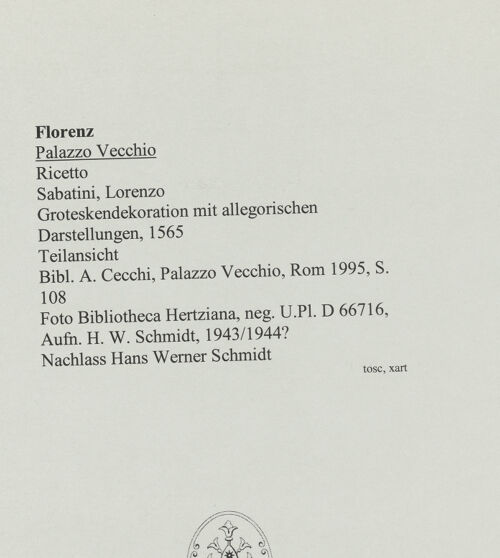 Florenz
Palazzo Vecchio
Ricetto
Sabatini, Lorenzo
Groteskendekoration mit allegorischen
Darstellungen, 1565
Teilansicht
Bibl. A. Cecchi, Palazzo Vecchio, Rom 1995, S.
108
Foto Bibliotheca Hertziana, neg. U.Pl. D 66716,
Aufn. H. W. Schmidt, 1943/1944?
Nachlass Hans Werner Schmidt
tosc, xart